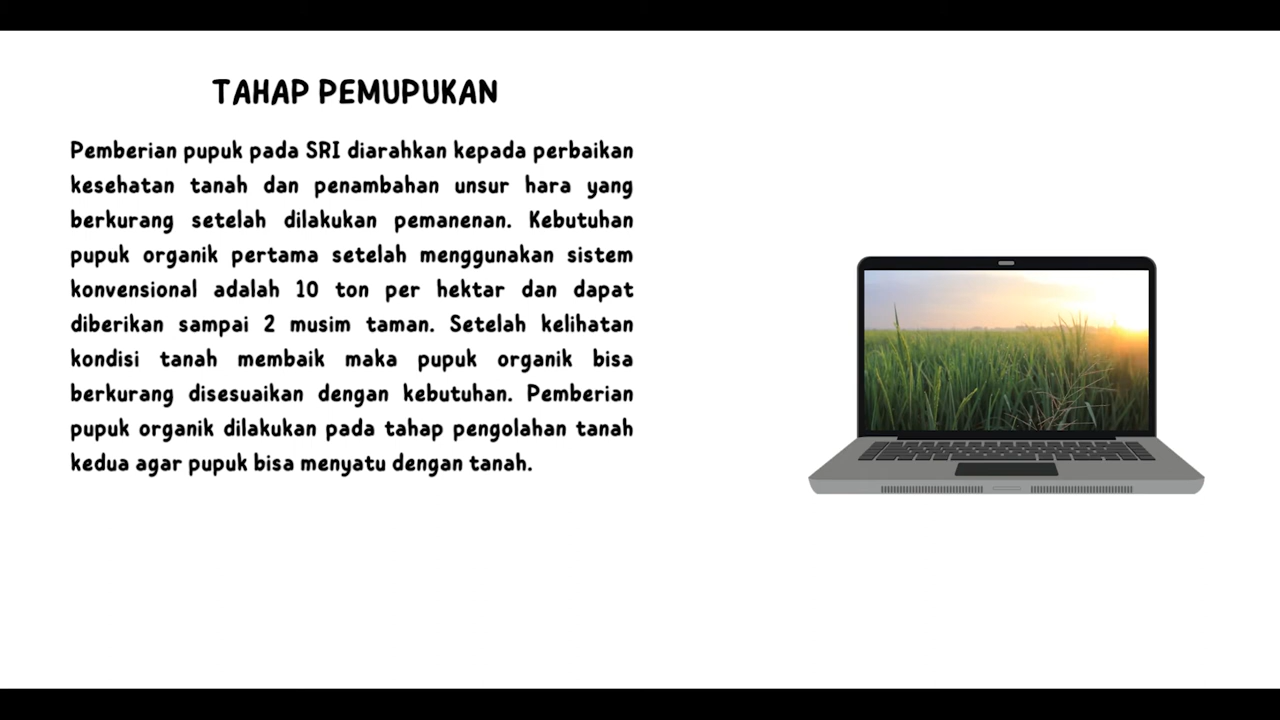 TAHAP PEMUPUKAN
Pemberian pupuk pada SRI diarahkan kepada perbaikan
kesehatan tanah dan penambahan unsur hara yang
berkurang setelah dilakukan pemanenan. Kebutuhan
pupuk organik pertama setelah menggunakan sistem
konvensional adalah 10 ton per hektar dan dapat
diberikan sampai 2 musim taman. Setelah kelihatan
kondisi tanah membaik maka pupuk organik bisa
berkurang disesuaikan dengan kebutuhan. Pemberian
pupuk organik dilakukan pada tahap pengolahan tanah
kedua agar pupuk bisa menyatu dengan tanah.